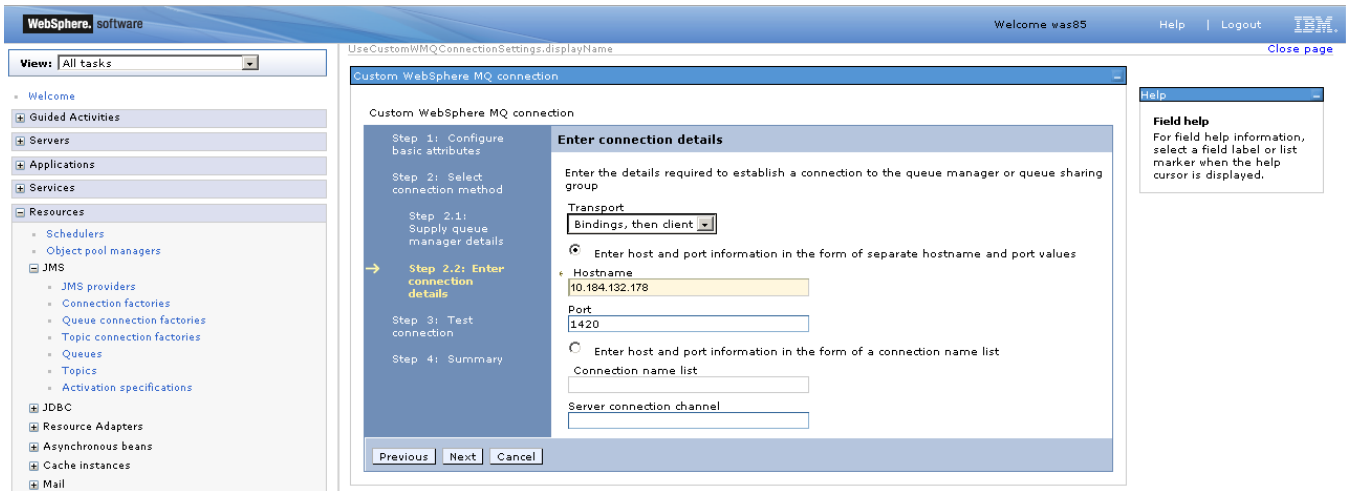 WebSphere. software
Welcome was85
Help | Logout
IBM.
View: All tasks
Welcome
Guided Activities
Servers
Applications
Services
Resources
Schedulers
Object pool managers
JMS
JMS providers
Connection factories
Queue connection factories
Topic connection factories
Queues
Topics
Activation specifications
JDBC
Resource Adapters
Asynchronous beans
Cache instances
Mail
UseCustomWMQConnectionSettings.displayName
Close page
Custom WebSphere MQ connection
Custom WebSphere MQ connection
Step 1: Configure
basic attributes
Step 2: Select
connection method
Step 2.1:
Supply queue
manager details
Step 2.2: Enter
connection
details
Step 3: Test
connection
Step 4: Summary
Enter connection details
Enter the details required to establish a connection to the queue manager or queue sharing
group
Transport
Bindings, then client
Enter host and port information in the form of separate hostname and port values
* Hostname
10.184.132.178
Port
1420
Enter host and port information in the form of a connection name list
Connection name list
Server connection channel
Previous Next Cancel
Help
Field help
For field help information,
select a field label or list
marker when the help
cursor is displayed.